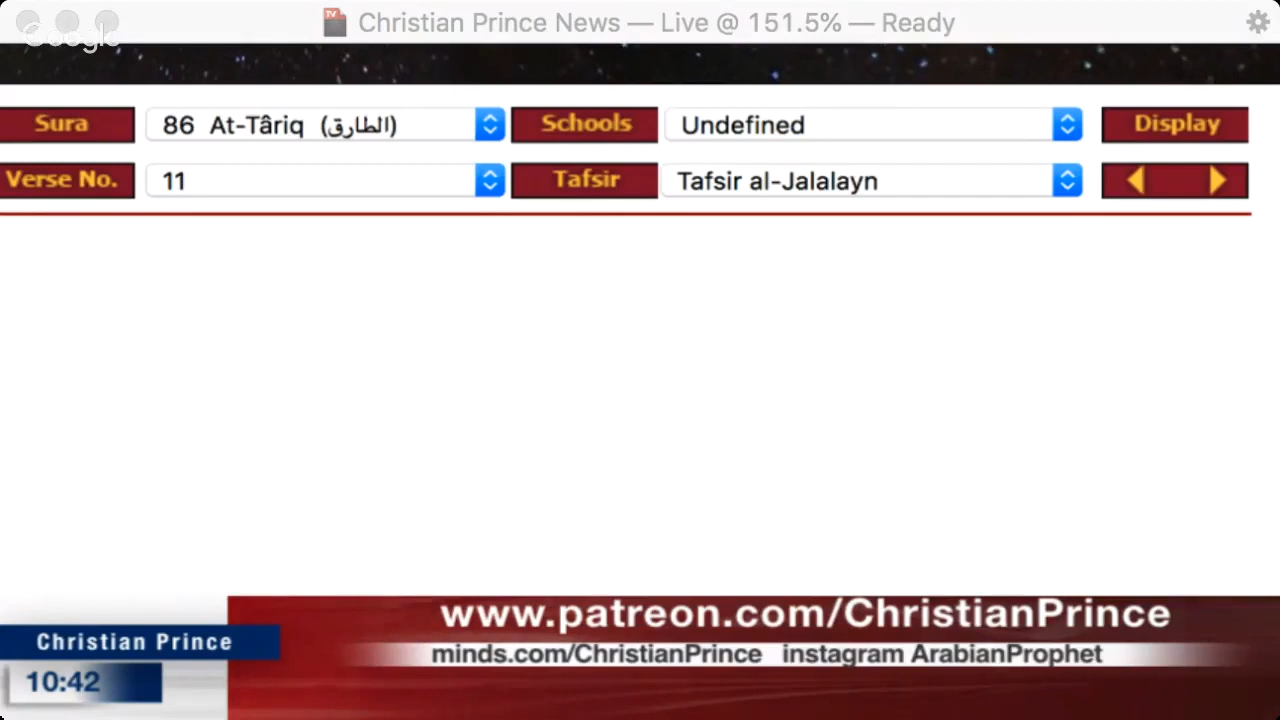 Christian Prince News — Live @ 151.5% — Ready
Google
Sura 86 At-Târiq (الطارق) Schools Undefined Display
Verse No. 11 Tafsir Tafsir al-Jalalayn
www.patreon.com/ChristianPrince
Christian Prince
minds.com/ChristianPrince instagram ArabianProphet
10:42